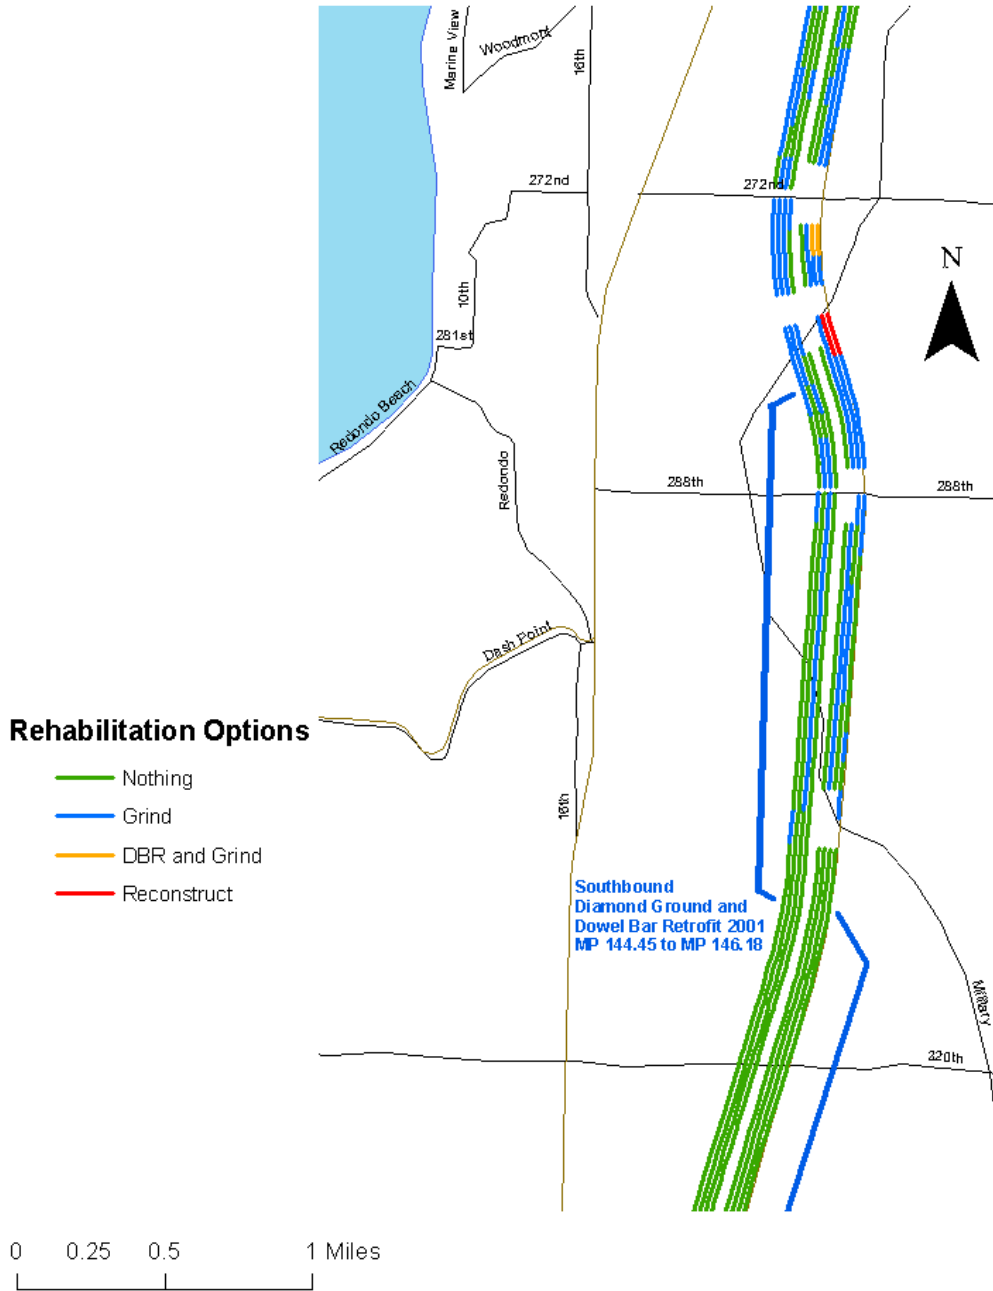 Marine View
Woodmont
16th
272nd
272nd
N
10th
281st
Redondo Beach
Redondo
288th
288th
Dash Point
Rehabilitation Options
Nothing
Grind
DBR and Grind
Reconstruct
16th
Southbound
Diamond Ground and
Dowel Bar Retrofit 2001
MP 144.45 to MP 146.18
Military
320th
0 0.25 0.5 1 Miles